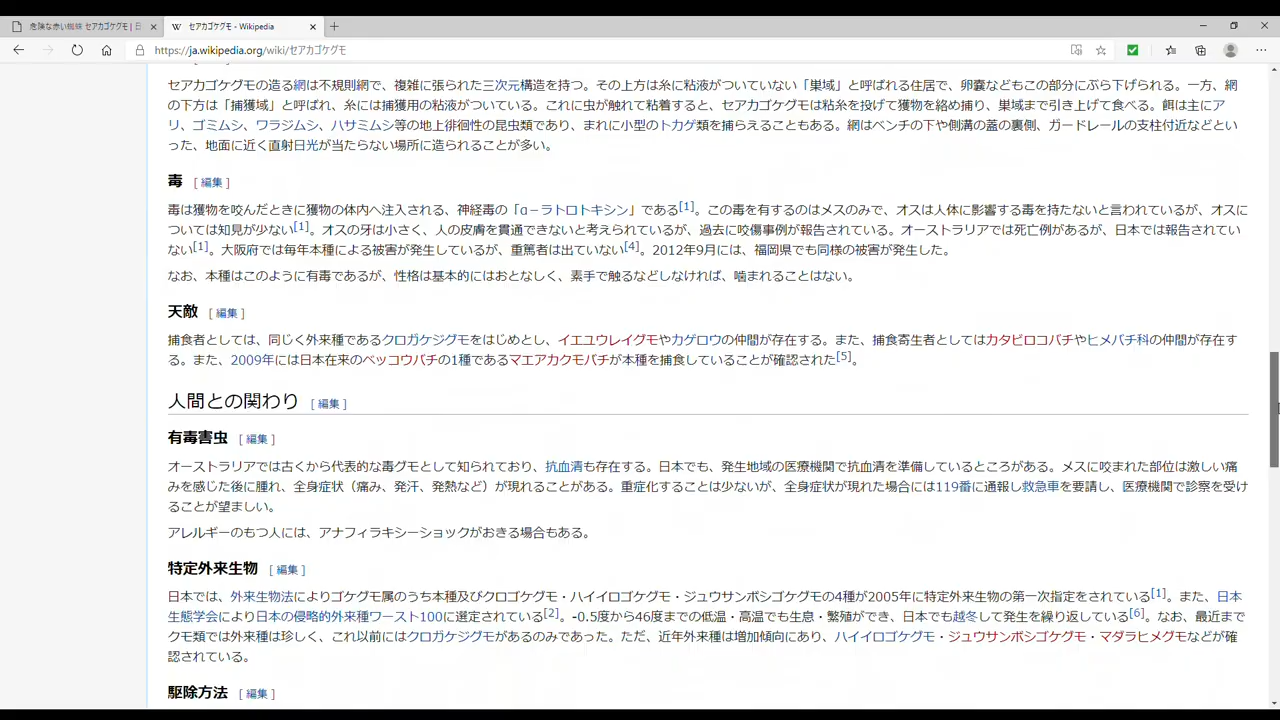 危険な赤い蜘蛛 セアカゴケグモ | 日
セアカゴケグモ - Wikipedia
https://ja.wikipedia.org/wiki/セアカゴケグモ
セアカゴケグモの造る網は不規則網で、複雑に張られた三次元構造を持つ。その上方は糸に粘液がついていない「巣域」と呼ばれる住居で、卵嚢などもこの部分にぶら下げられる。一方、網
の下方は「捕獲域」と呼ばれ、糸には捕獲用の粘液がついている。これに虫が触れて粘着すると、セアカゴケグモは粘糸を投げて獲物を絡め捕り、巣域まで引き上げて食べる。餌は主にア
リ、ゴミムシ、ワラジムシ、ハサミムシ等の地上徘徊性の昆虫類であり、まれに小型のトカゲ類を捕らえることもある。網はベンチの下や側溝の蓋の裏側、ガードレールの支柱付近などとい
った、地面に近く直射日光が当たらない場所に造られることが多い。
毒 [ 編集 ]
毒は獲物を咬んだときに獲物の体内へ注入される、神経毒の「α－ラトロトキシン」である[1]。この毒を有するのはメスのみで、オスは人体に影響する毒を持たないと言われているが、オスに
ついては知見が少ない[1]。オスの牙は小さく、人の皮膚を貫通できないと考えられているが、過去に咬傷事例が報告されている。オーストラリアでは死亡例があるが、日本では報告されてい
ない[1]。大阪府では毎年本種による被害が発生しているが、重篤者は出ていない[4]。2012年9月には、福岡県でも同様の被害が発生した。
なお、本種はこのように有毒であるが、性格は基本的にはおとなしく、素手で触るなどしなければ、噛まれることはない。
天敵 [ 編集 ]
捕食者としては、同じく外来種であるクロガケジグモをはじめとし、イエユウレイグモやカゲロウの仲間が存在する。また、捕食寄生者としてはカタビロコバチやヒメバチ科の仲間が存在す
る。また、2009年には日本在来のベッコウバチの1種であるマエアカクモバチが本種を捕食していることが確認された[5]。
人間との関わり [ 編集 ]
有毒害虫 [ 編集 ]
オーストラリアでは古くから代表的な毒グモとして知られており、抗血清も存在する。日本でも、発生地域の医療機関で抗血清を準備しているところがある。メスに咬まれた部位は激しい痛
みを感じた後に腫れ、全身症状（痛み、発汗、発熱など）が現れることがある。重症化することは少ないが、全身症状が現れた場合には119番に通報し救急車を要請し、医療機関で診察を受け
ることが望ましい。
アレルギーのもつ人には、アナフィラキシーショックがおきる場合もある。
特定外来生物 [ 編集 ]
日本では、外来生物法によりゴケグモ属のうち本種及びクロゴケグモ・ハイイロゴケグモ・ジュウサンボシゴケグモの4種が2005年に特定外来生物の第一次指定をされている[1]。また、日本
生態学会により日本の侵略的外来種ワースト100に選定されている[2]。-0.5度から46度までの低温・高温でも生息・繁殖ができ、日本でも越冬して発生を繰り返している[6]。なお、最近まで
クモ類では外来種は珍しく、これ以前にはクロガケジグモがあるのみであった。ただ、近年外来種は増加傾向にあり、ハイイロゴケグモ・ジュウサンボシゴケグモ・マダラヒメグモなどが確
認されている。
駆除方法 [ 編集 ]